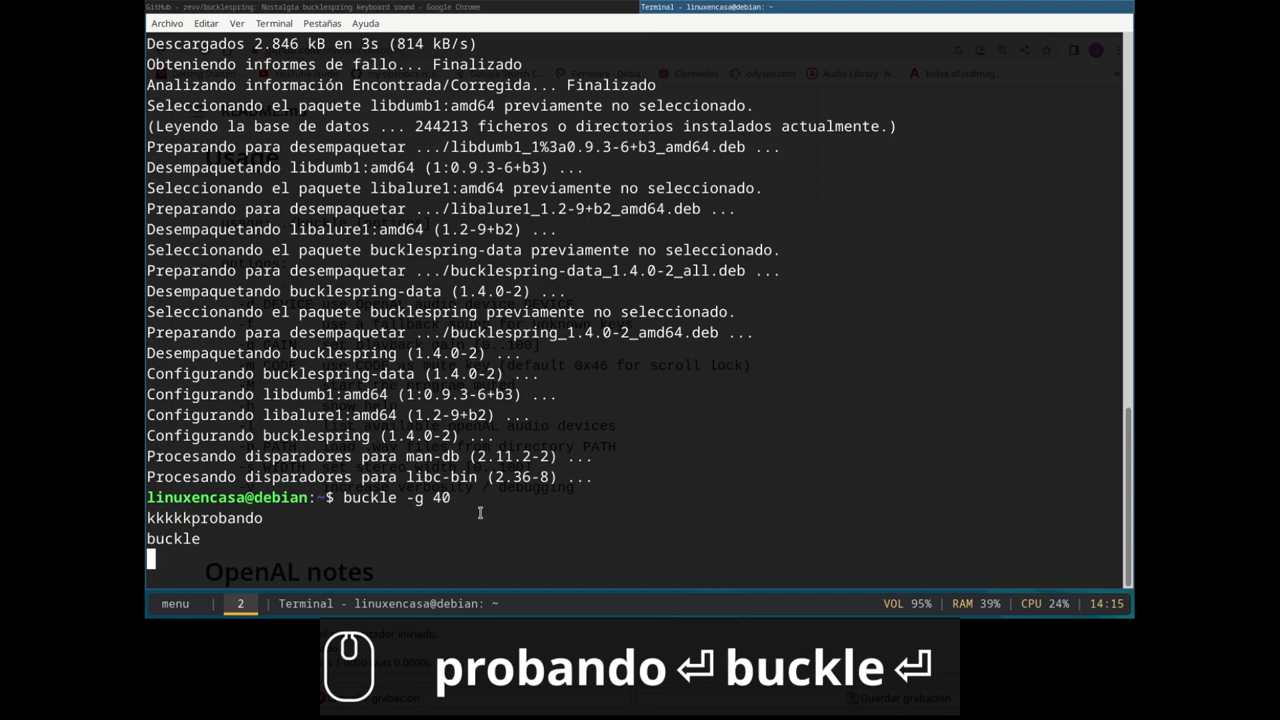 GitHub - zevv/bucklespring: Nostalgia bucklespring keyboard sound - Google Chrome
Terminal - linuxencasa@debian: ~
Archivo Editar Ver Terminal Pestañas Ayuda
Descargados 2.846 kB en 3s (814 kB/s)
Obteniendo informes de fallo... Finalizado
Analizando información Encontrada/Corregida... Finalizado
Seleccionando el paquete libdumb1:amd64 previamente no seleccionado.
(Leyendo la base de datos ... 244213 ficheros o directorios instalados actualmente.)
Preparando para desempaquetar .../libdumb1_1%3a0.9.3-6+b3_amd64.deb ...
Desempaquetando libdumb1:amd64 (1:0.9.3-6+b3) ...
Seleccionando el paquete libalure1:amd64 previamente no seleccionado.
Preparando para desempaquetar .../libalure1_1.2-9+b2_amd64.deb ...
Desempaquetando libalure1:amd64 (1.2-9+b2) ...
Seleccionando el paquete bucklespring-data previamente no seleccionado.
Preparando para desempaquetar .../bucklespring-data_1.4.0-2_all.deb ...
Desempaquetando bucklespring-data (1.4.0-2) ...
Seleccionando el paquete bucklespring previamente no seleccionado.
Preparando para desempaquetar .../bucklespring_1.4.0-2_amd64.deb ...
Desempaquetando bucklespring (1.4.0-2) ...
Configurando bucklespring-data (1.4.0-2) ...
Configurando libdumb1:amd64 (1:0.9.3-6+b3) ...
Configurando libalure1:amd64 (1.2-9+b2) ...
Configurando bucklespring (1.4.0-2) ...
Procesando disparadores para man-db (2.11.2-2) ...
Procesando disparadores para libc-bin (2.36-8) ...
linuxencasa@debian:~$ buckle -g 40
kkkkkprobando
buckle
OpenAL notes
menu | 2 | Terminal - linuxencasa@debian: ~ VOL 95% | RAM 39% | CPU 24% | 14:15
probando⏎buckle⏎
Guardar grabación